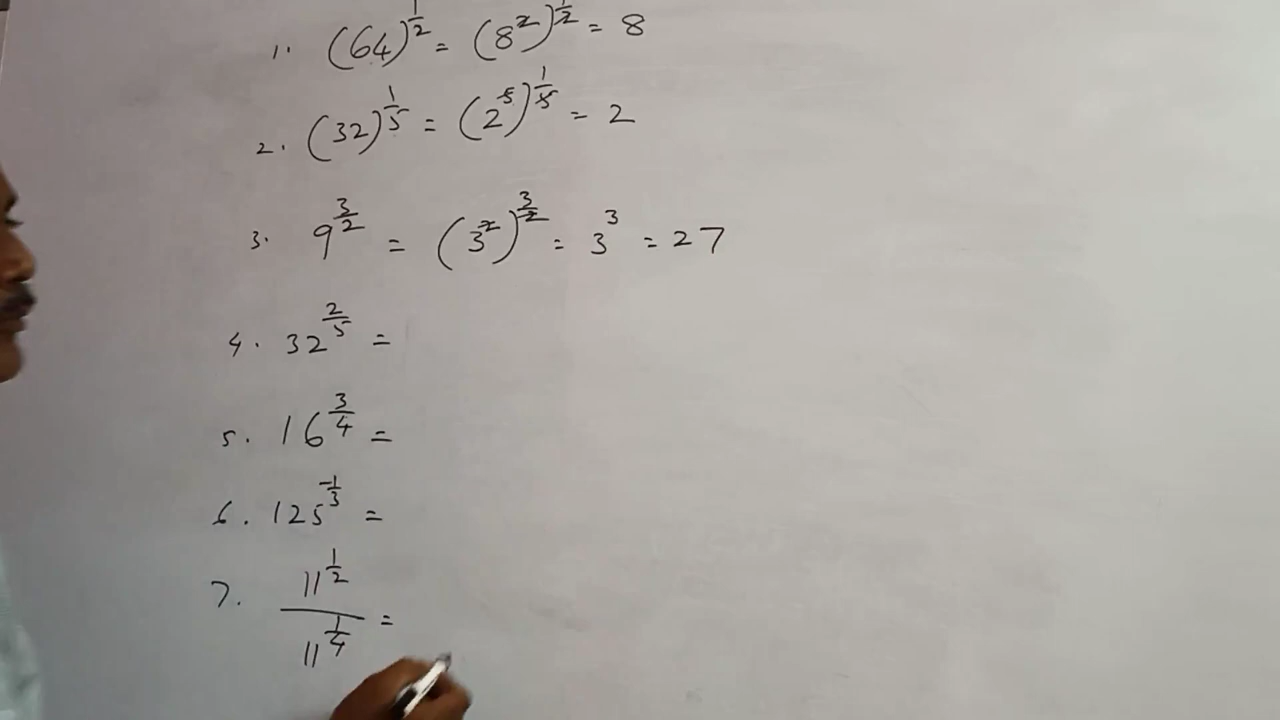 1. (64)^{1/2} = (8^2)^{1/2} = 8
2. (32)^{1/5} = (2^5)^{1/5} = 2
3. 9^{3/2} = (3^2)^{3/2} = 3^3 = 27
4. 32^{2/5} =
5. 16^{3/4} =
6. 125^{-1/3} =
7. 11^{1/2} / 11^{1/4} =